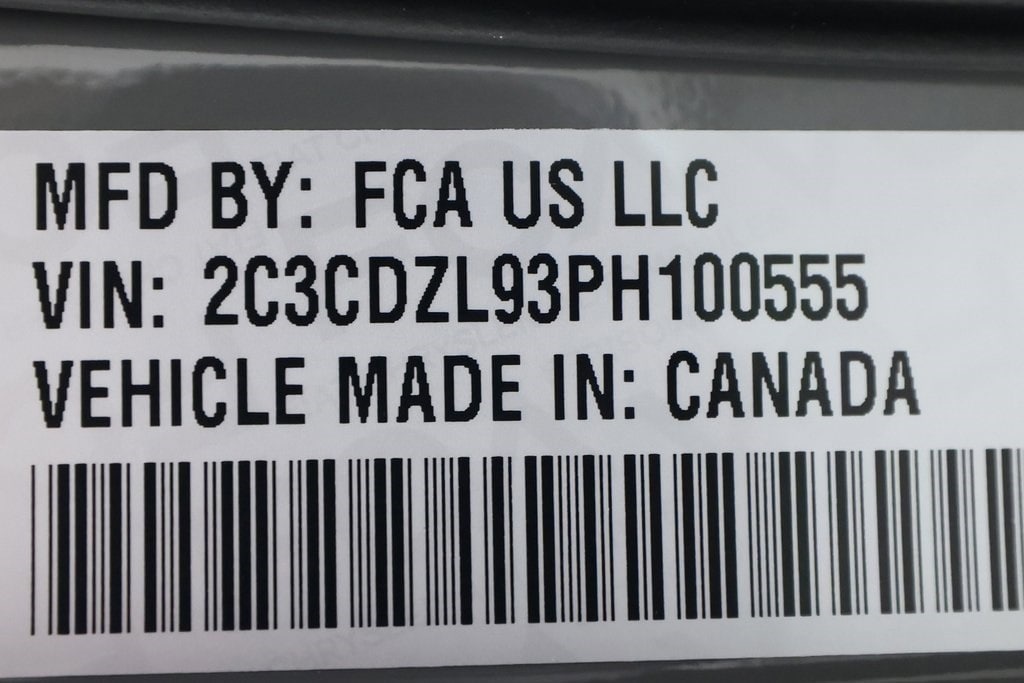 MFD BY: FCA US LLC
VIN: 2C3CDZL93PH100555
VEHICLE MADE IN: CANADA